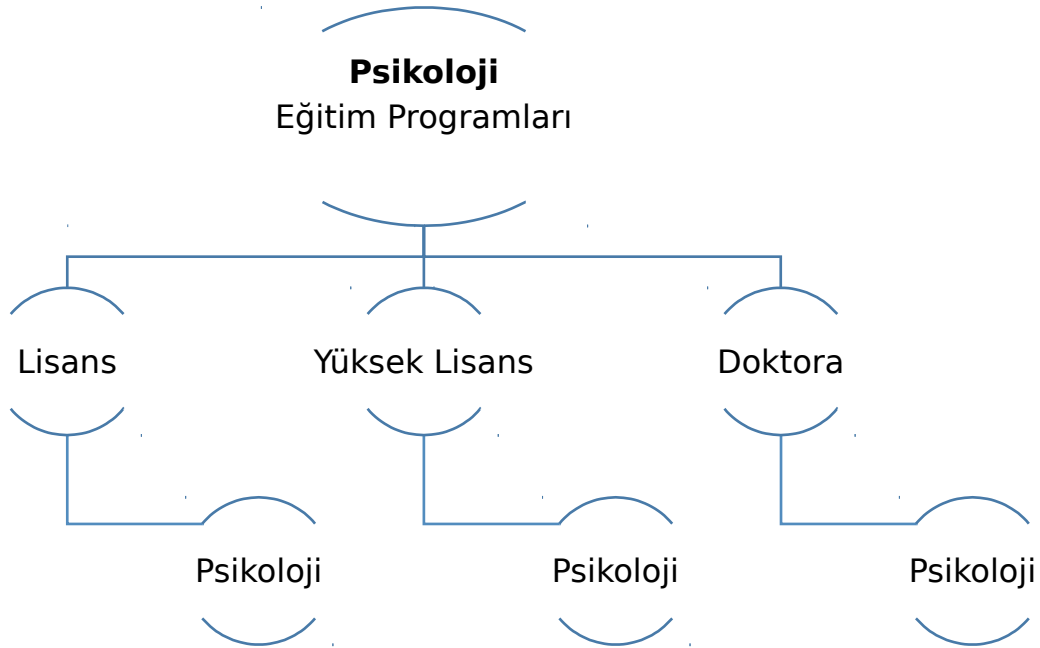 Psikoloji
Eğitim Programları
Lisans
Yüksek Lisans
Doktora
Psikoloji
Psikoloji
Psikoloji